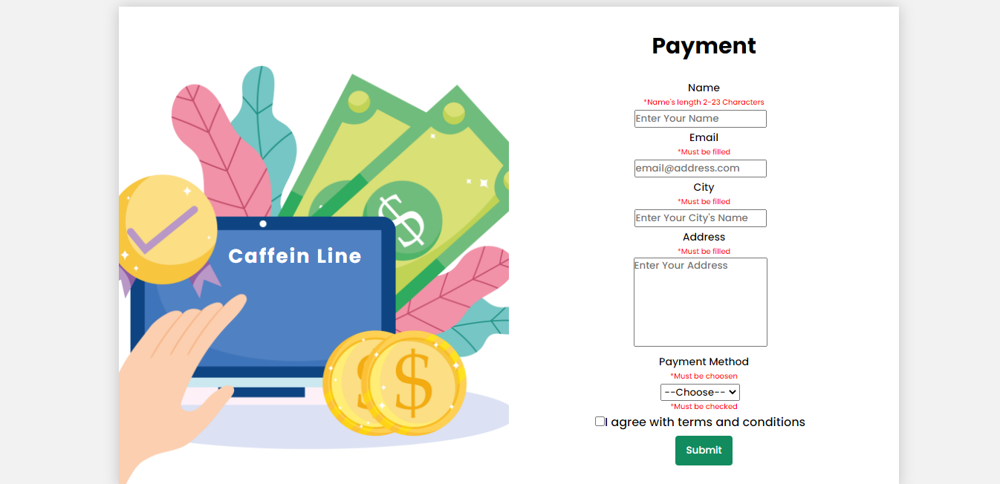 Payment
Name
*Name's length 2-23 Characters
Enter Your Name
Email
*Must be filled
email@address.com
City
*Must be filled
Enter Your City's Name
Address
*Must be filled
Enter Your Address
Payment Method
*Must be choosen
--Choose--
*Must be checked
I agree with terms and conditions
Submit
Caffein Line
$
$
$